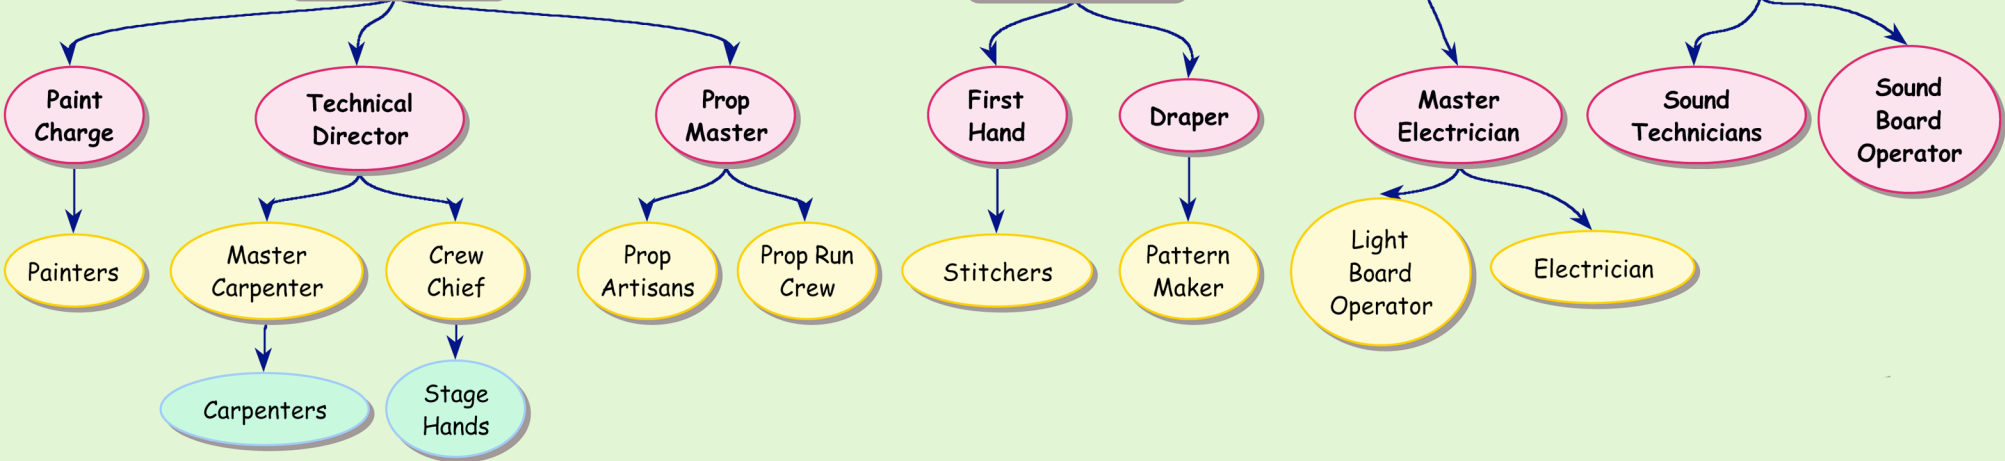 Paint
Charge
Technical
Director
Prop
Master
First
Hand
Draper
Master
Electrician
Sound
Technicians
Sound
Board
Operator
Painters
Master
Carpenter
Crew
Chief
Prop
Artisans
Prop Run
Crew
Stitchers
Pattern
Maker
Light
Board
Operator
Electrician
Carpenters
Stage
Hands